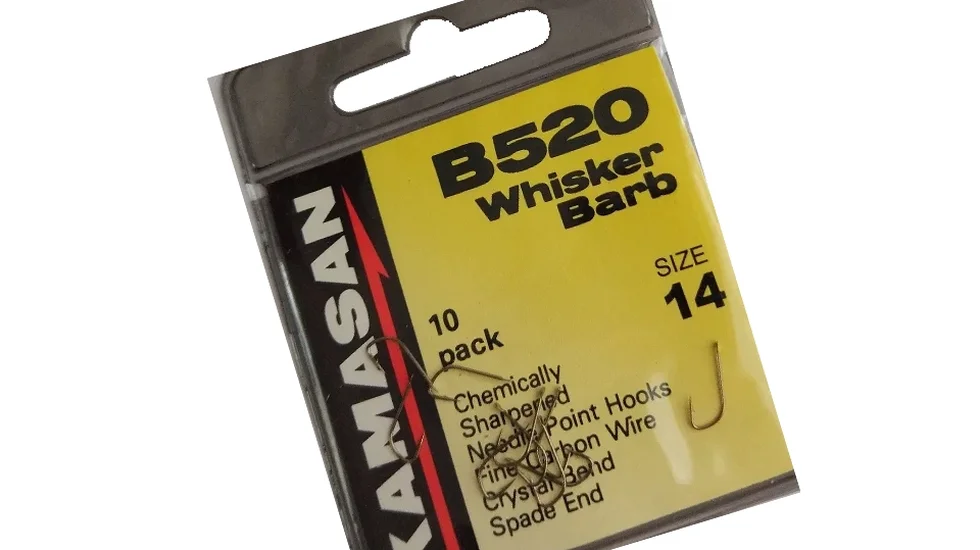 B520
Whisker
Barb
KAMASAN
SIZE
14
10
pack
Chemically
Sharpened
Needle Point Hooks
Fine Carbon Wire
Crystal Bend
Spade End